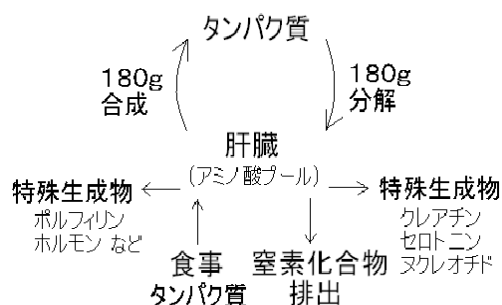 タンパク質
180g
合成
180g
分解
肝臓
(アミノ酸プール)
特殊生成物
ポルフィリン
ホルモン など
特殊生成物
クレアチン
セロトニン
ヌクレオチド
食事
タンパク質
窒素化合物
排出